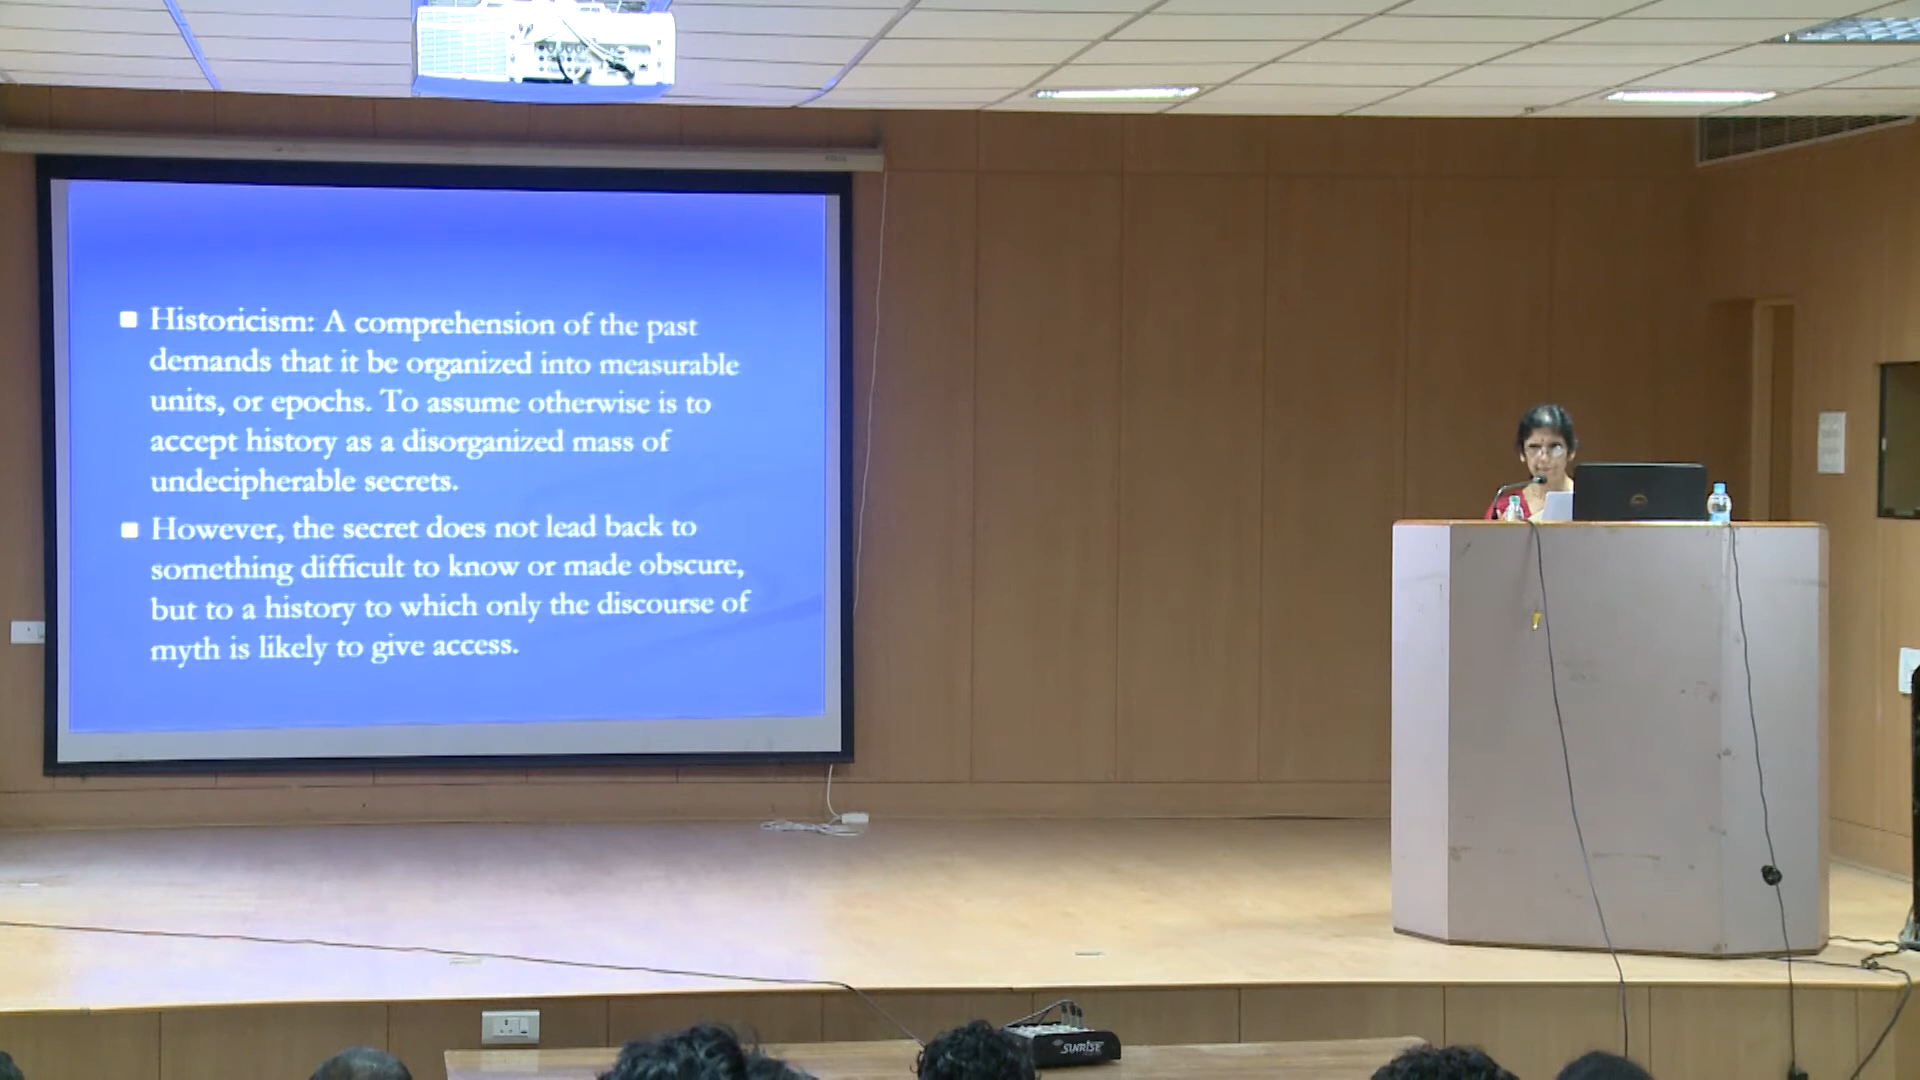 Historicism: A comprehension of the past
demands that it be organized into measurable
units, or epochs. To assume otherwise is to
accept history as a disorganized mass of
undecipherable secrets.
However, the secret does not lead back to
something difficult to know or made obscure,
but to a history to which only the discourse of
myth is likely to give access.
SUNRISE